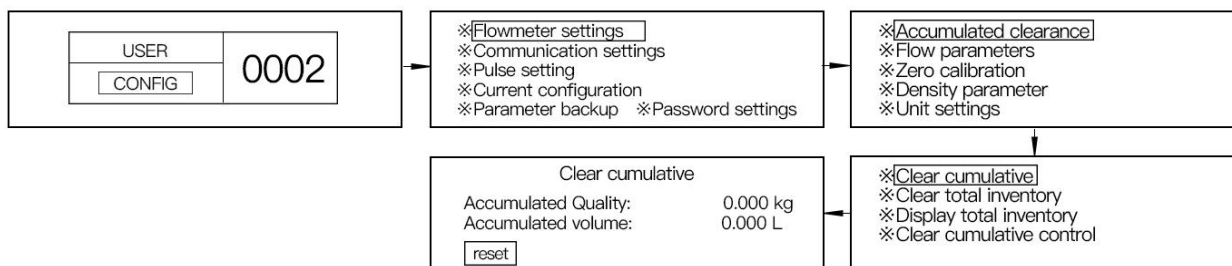 USER
CONFIG
0002
※Flowmeter settings
※Communication settings
※Pulse setting
※Current configuration
※Parameter backup ※Password settings
※Accumulated clearance
※Flow parameters
※Zero calibration
※Density parameter
※Unit settings
※Clear cumulative
※Clear total inventory
※Display total inventory
※Clear cumulative control
Clear cumulative
Accumulated Quality: 0.000 kg
Accumulated volume: 0.000 L
reset